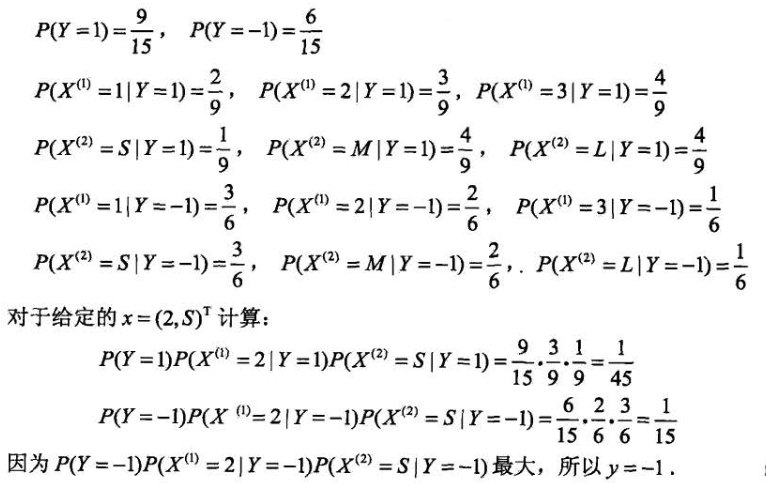 P(Y=1)=9/15， P(Y=−1)=6/15
P(X⁽¹⁾=1|Y=1)=2/9， P(X⁽¹⁾=2|Y=1)=3/9，P(X⁽¹⁾=3|Y=1)=4/9
P(X⁽²⁾=S|Y=1)=1/9， P(X⁽²⁾=M|Y=1)=4/9， P(X⁽²⁾=L|Y=1)=4/9
P(X⁽¹⁾=1|Y=−1)=3/6， P(X⁽¹⁾=2|Y=−1)=2/6， P(X⁽¹⁾=3|Y=−1)=1/6
P(X⁽²⁾=S|Y=−1)=3/6， P(X⁽²⁾=M|Y=−1)=2/6，. P(X⁽²⁾=L|Y=−1)=1/6
对于给定的 x=(2,S)ᵀ 计算：
P(Y=1)P(X⁽¹⁾=2|Y=1)P(X⁽²⁾=S|Y=1)=9/15·3/9·1/9=1/45
P(Y=−1)P(X ⁽¹⁾=2|Y=−1)P(X⁽²⁾=S|Y=−1)=6/15·2/6·3/6=1/15
因为 P(Y=−1)P(X⁽¹⁾=2|Y=−1)P(X⁽²⁾=S|Y=−1) 最大，所以 y=−1．